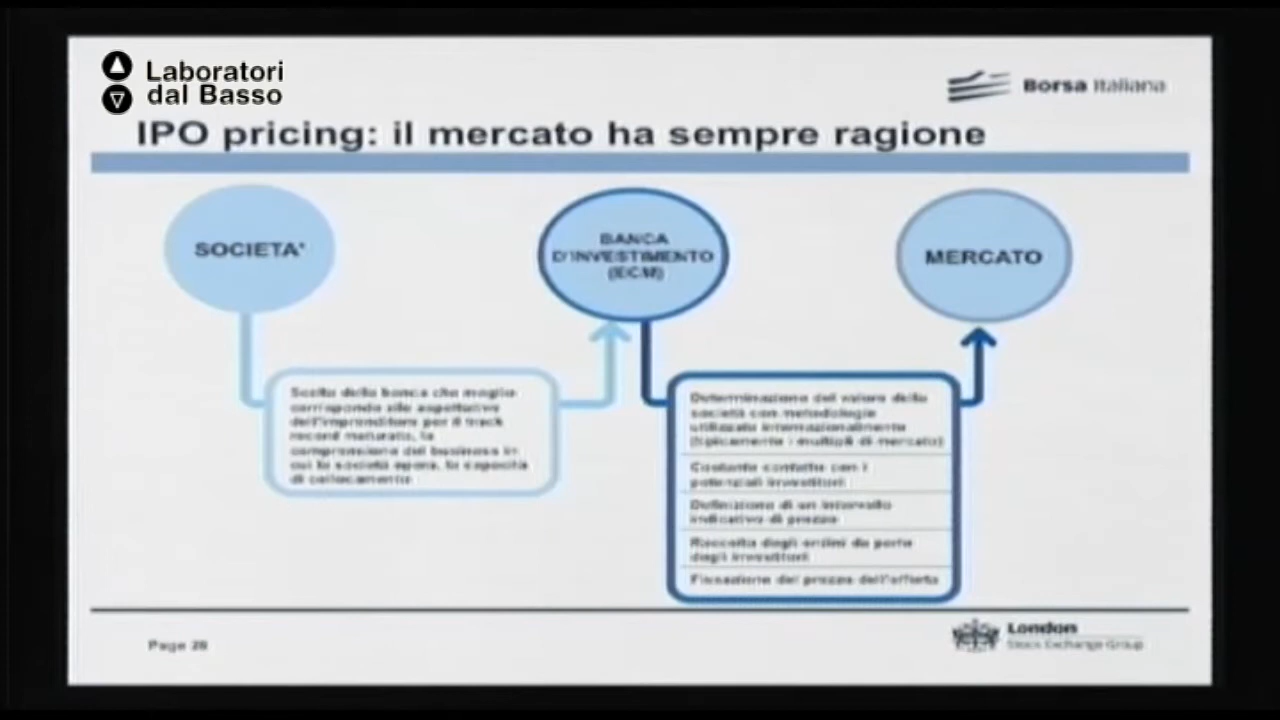 Laboratori
dal Basso
Borsa Italiana
IPO pricing: il mercato ha sempre ragione
SOCIETA'
BANCA
D'INVESTIMENTO
(ECM)
MERCATO
Scelta della banca che meglio
corrisponde alle aspettative
dell'imprenditore per il track
record maturato, la
comprensione del business in
cui la società opera, la capacità
di collocamento
Determinazione del valore della
società con metodologie
utilizzate internazionalmente
(tipicamente i multipli di mercato)
Costante contatto con i
potenziali investitori
Definizione di un intervallo
indicativo di prezzo
Raccolta degli ordini da parte
degli investitori
Fissazione del prezzo dell'offerta
Page 28
London
Stock Exchange Group